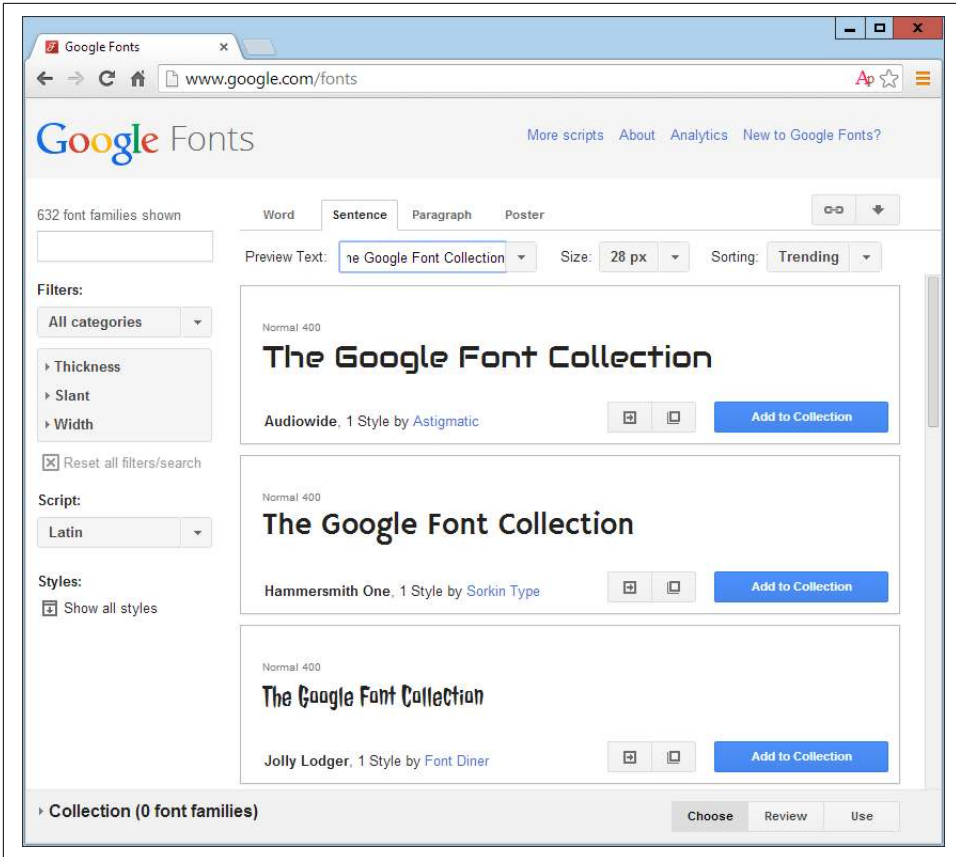 Google Fonts
www.google.com/fonts
Google Fonts
More scripts About Analytics New to Google Fonts?
632 font families shown
Word Sentence Paragraph Poster
Preview Text: he Google Font Collection Size: 28 px Sorting: Trending
Filters:
All categories
Thickness
Slant
Width
Reset all filters/search
Script:
Latin
Styles:
Show all styles
Normal 400
The Google Font Collection
Audiowide, 1 Style by Astigmatic
Add to Collection
Normal 400
The Google Font Collection
Hammersmith One, 1 Style by Sorkin Type
Add to Collection
Normal 400
The Google Font Collection
Jolly Lodger, 1 Style by Font Diner
Add to Collection
Collection (0 font families)
Choose Review Use